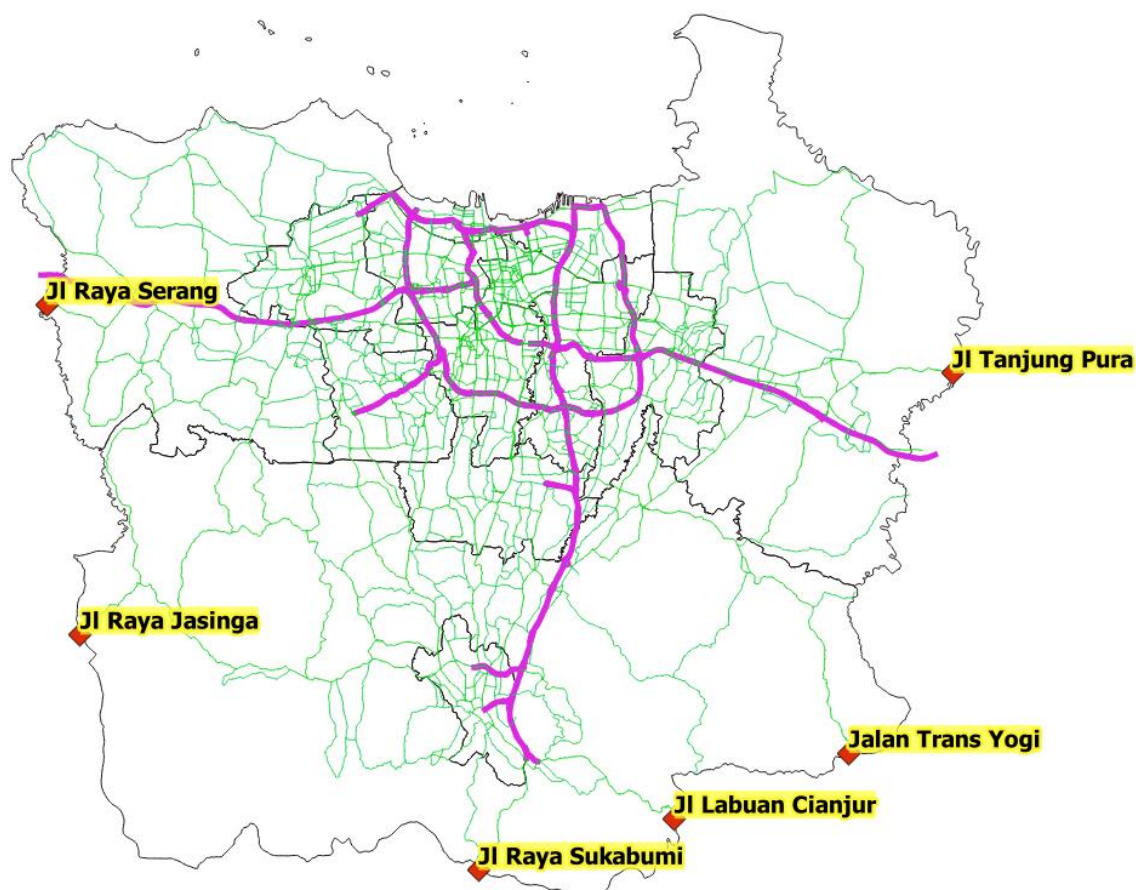 Jl Raya Serang
Jl Tanjung Pura
Jl Raya Jasinga
Jalan Trans Yogi
Jl Labuan Cianjur
Jl Raya Sukabumi